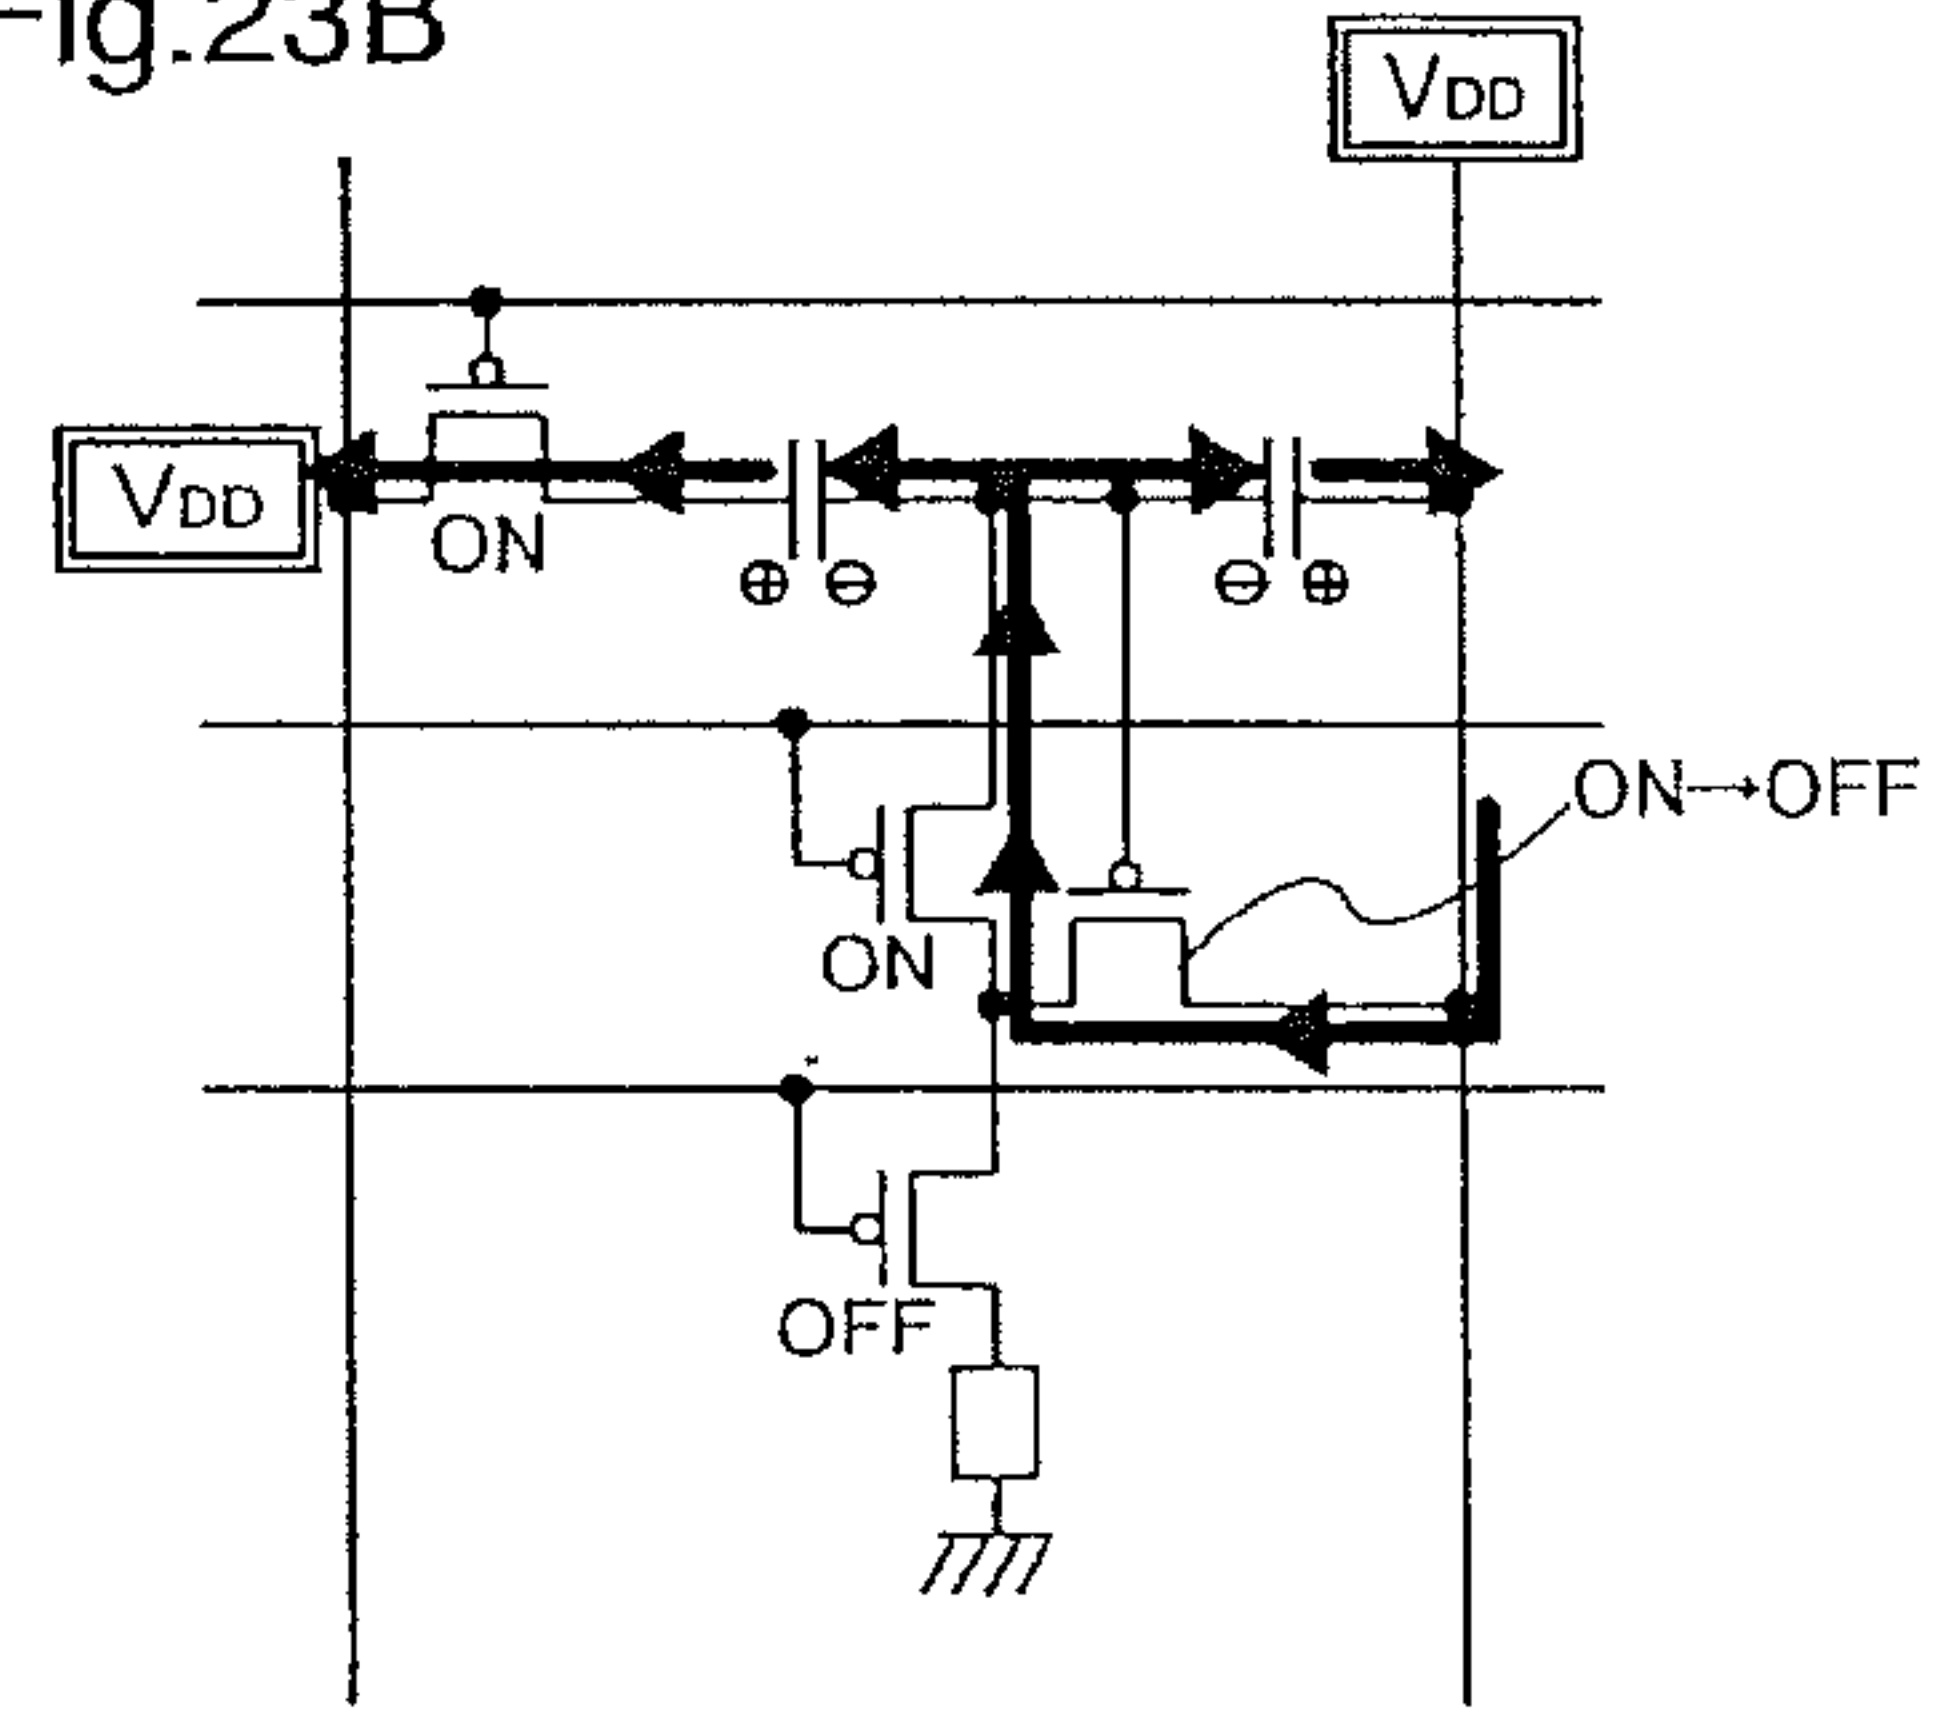 Fig.23B
VDD
VDD
ON
⊕ ⊖
⊖ ⊕
ON→OFF
ON
OFF